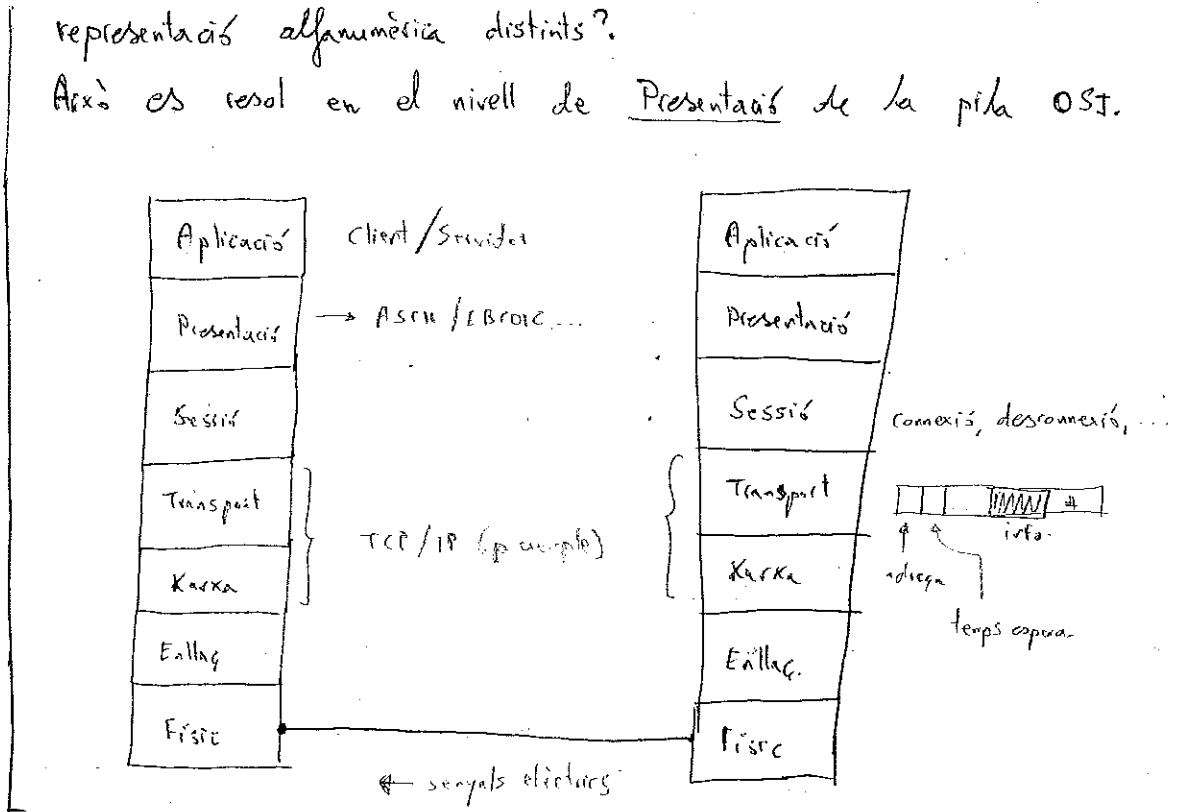 representació alfanumèrica distints?.
Això es resol en el nivell de Presentació de la pila OSI.
Aplicació
Client/Servidor
Presentació
→ ASCII / EBCDIC...
Sessió
Transport
Xarxa
TCP/IP (p exemple)
Enllaç
Físic
Aplicació
Presentació
Sessió
connexió, desconnexió, ...
Transport
info.
Xarxa
adreça
temps espera.
Enllaç.
Físic
← senyals elèctrics